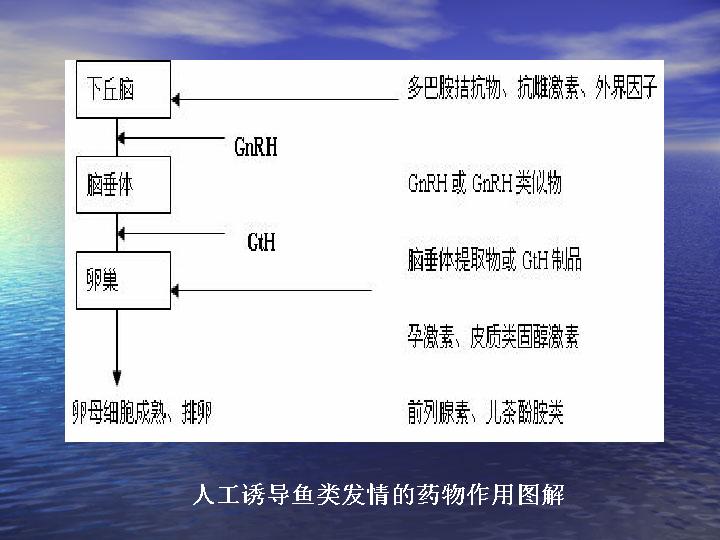 下丘脑
多巴胺拮抗物、抗雌激素、外界因子
GnRH
脑垂体
GnRH 或 GnRH 类似物
GtH
脑垂体提取物或 GtH 制品
卵巢
孕激素、皮质类固醇激素
卵母细胞成熟、排卵
前列腺素、儿茶酚胺类
人工诱导鱼类发情的药物作用图解